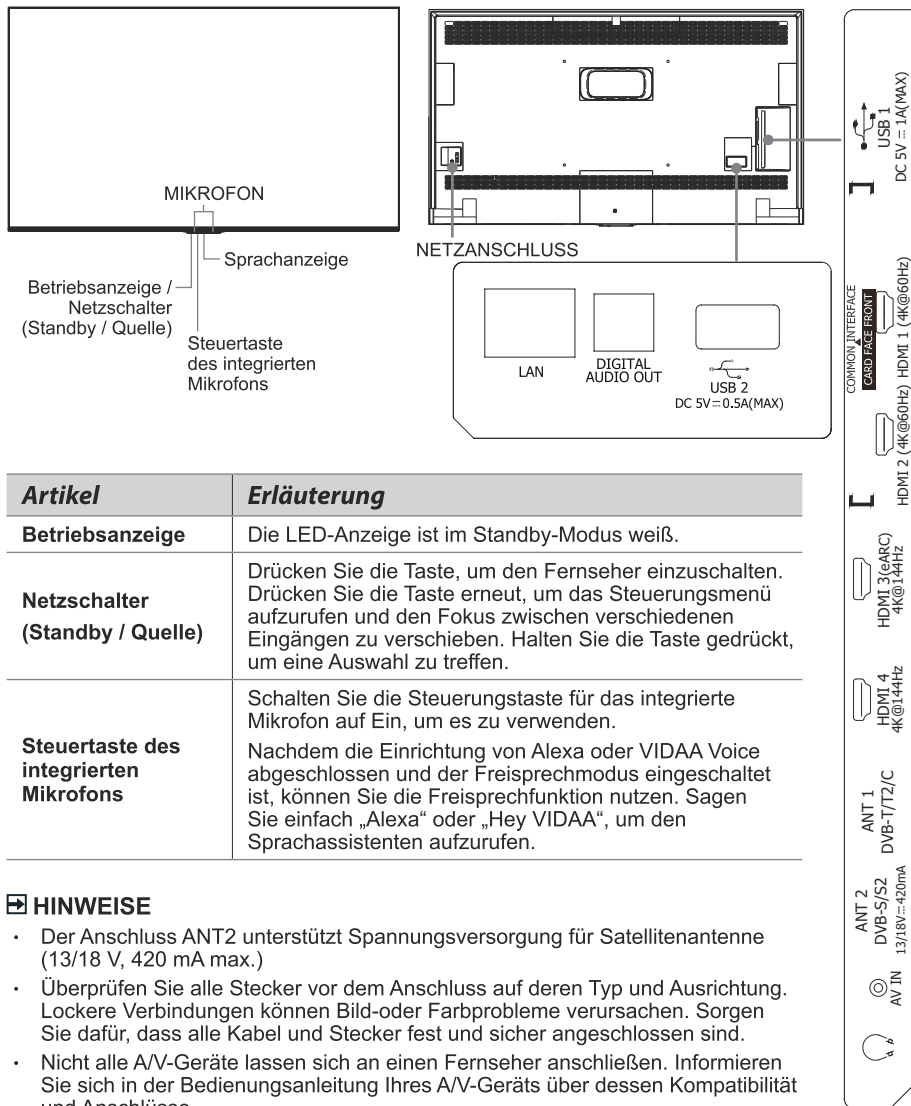 MIKROFON
Sprachanzeige
Betriebsanzeige /
Netzschalter
(Standby / Quelle)
Steuertaste
des integrierten
Mikrofons
NETZANSCHLUSS
LAN
DIGITAL
AUDIO OUT
USB 2
DC 5V⎓0.5A(MAX)
USB 1
DC 5V ⎓ 1A(MAX)
COMMON INTERFACE
CARD FACE FRONT
HDMI 1 (4K@60Hz)
HDMI 2 (4K@60Hz)
HDMI 3(eARC)
4K@144Hz
HDMI 4
4K@144Hz
ANT 1
DVB-T/T2/C
ANT 2
DVB-S/S2
13/18V⎓420mA
AV IN
Artikel Erläuterung
Betriebsanzeige Die LED-Anzeige ist im Standby-Modus weiß.
Netzschalter
(Standby / Quelle)
Drücken Sie die Taste, um den Fernseher einzuschalten.
Drücken Sie die Taste erneut, um das Steuerungsmenü
aufzurufen und den Fokus zwischen verschiedenen
Eingängen zu verschieben. Halten Sie die Taste gedrückt,
um eine Auswahl zu treffen.
Steuertaste des
integrierten
Mikrofons
Schalten Sie die Steuerungstaste für das integrierte
Mikrofon auf Ein, um es zu verwenden.
Nachdem die Einrichtung von Alexa oder VIDAA Voice
abgeschlossen und der Freisprechmodus eingeschaltet
ist, können Sie die Freisprechfunktion nutzen. Sagen
Sie einfach „Alexa“ oder „Hey VIDAA“, um den
Sprachassistenten aufzurufen.
HINWEISE
• Der Anschluss ANT2 unterstützt Spannungsversorgung für Satellitenantenne
(13/18 V, 420 mA max.)
• Überprüfen Sie alle Stecker vor dem Anschluss auf deren Typ und Ausrichtung.
Lockere Verbindungen können Bild-oder Farbprobleme verursachen. Sorgen
Sie dafür, dass alle Kabel und Stecker fest und sicher angeschlossen sind.
• Nicht alle A/V-Geräte lassen sich an einen Fernseher anschließen. Informieren
Sie sich in der Bedienungsanleitung Ihres A/V-Geräts über dessen Kompatibilität
und Anschlüsse